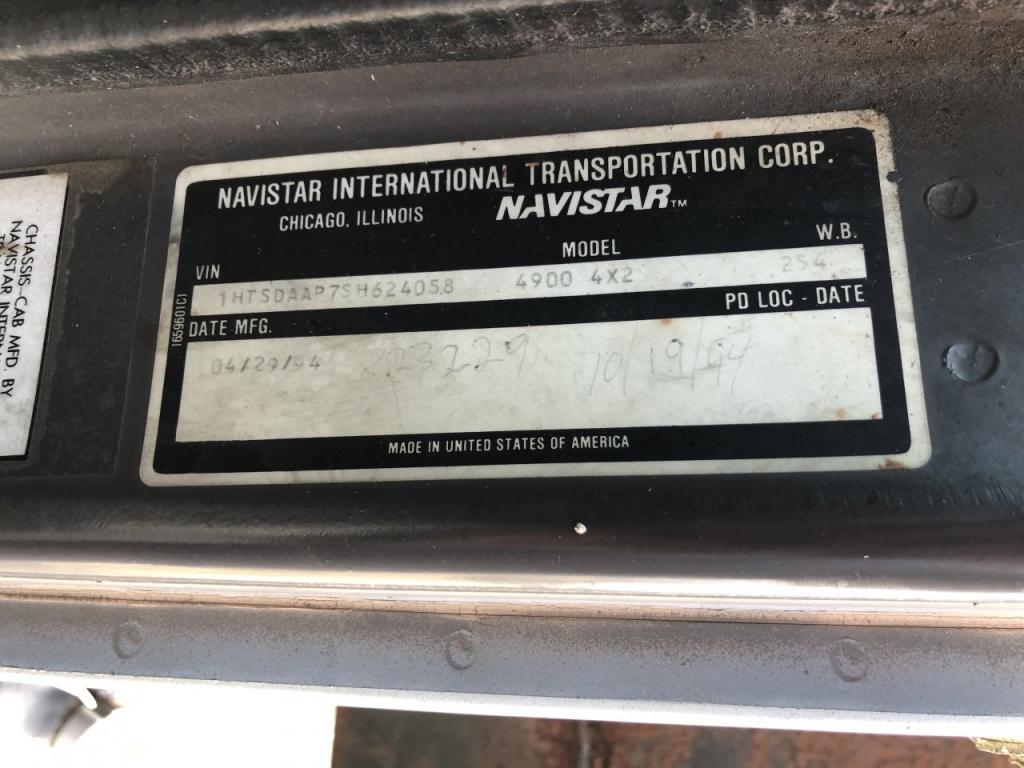 NAVISTAR INTERNATIONAL TRANSPORTATION CORP.
CHICAGO, ILLINOIS NAVISTAR™
VIN MODEL W.B.
1HTSDAAP7SH624058 4900 4X2 254
DATE MFG. PD LOC - DATE
04/29/94 23229 10/19/94
MADE IN UNITED STATES OF AMERICA
1659601C1
CHASSIS-CAB MFD. BY
NAVISTAR